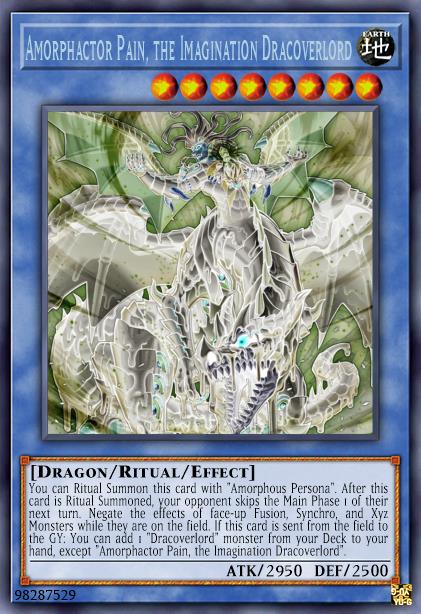 Amorphactor Pain, the Imagination Dracoverlord
EARTH
地
[Dragon/Ritual/Effect]
You can Ritual Summon this card with "Amorphous Persona". After this
card is Ritual Summoned, your opponent skips the Main Phase 1 of their
next turn. Negate the effects of face-up Fusion, Synchro, and Xyz
Monsters while they are on the field. If this card is sent from the field to
the GY: You can add 1 "Dracoverlord" monster from your Deck to your
hand, except "Amorphactor Pain, the Imagination Dracoverlord".
ATK/2950 DEF/2500
98287529